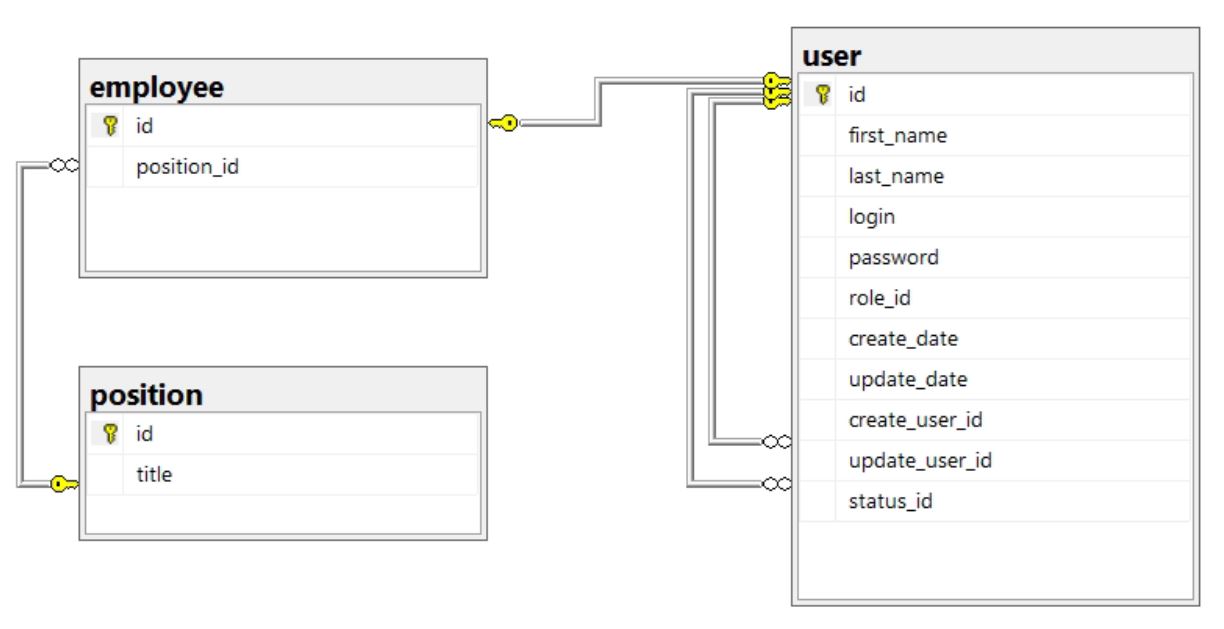 employee
id
position_id
position
id
title
user
id
first_name
last_name
login
password
role_id
create_date
update_date
create_user_id
update_user_id
status_id